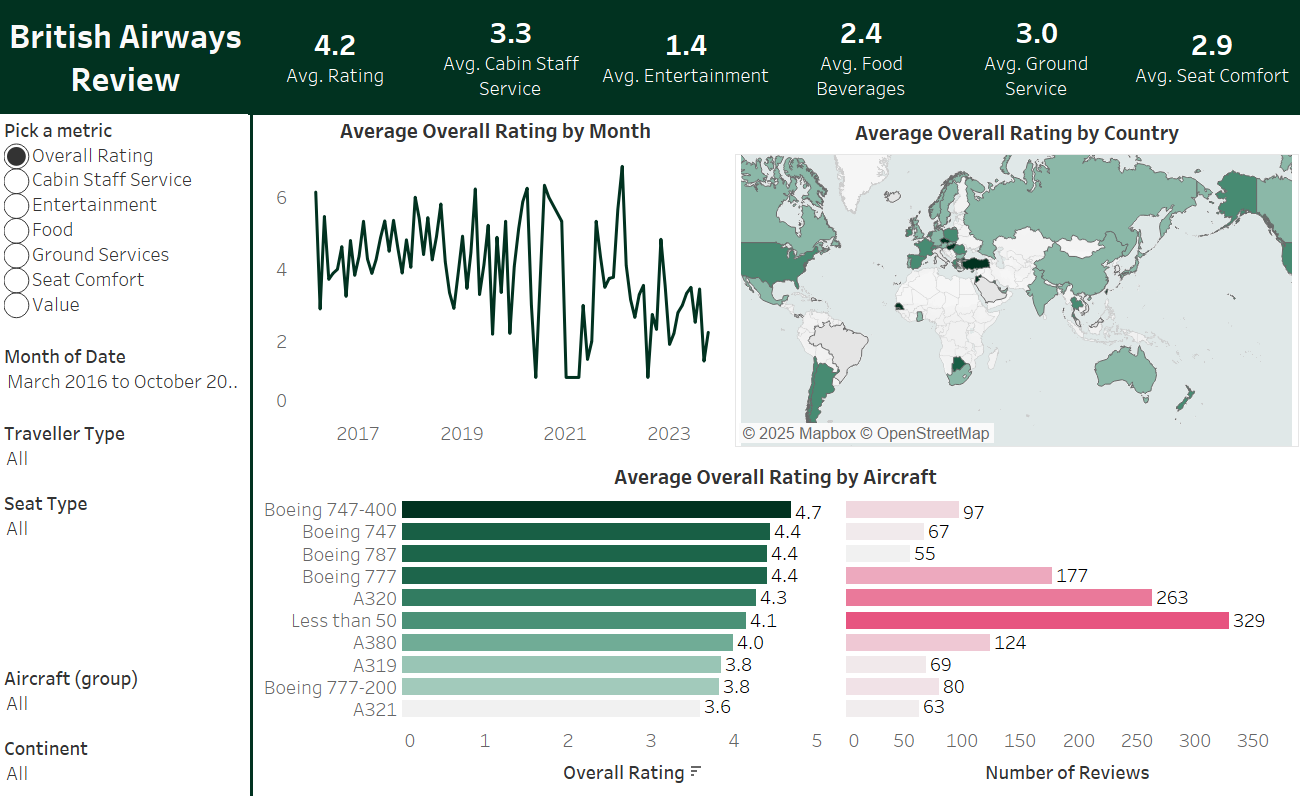 British Airways
Review
4.2
Avg. Rating
3.3
Avg. Cabin Staff
Service
1.4
Avg. Entertainment
2.4
Avg. Food
Beverages
3.0
Avg. Ground
Service
2.9
Avg. Seat Comfort
Pick a metric
Overall Rating
Cabin Staff Service
Entertainment
Food
Ground Services
Seat Comfort
Value
Month of Date
March 2016 to October 20..
Traveller Type
All
Seat Type
All
Aircraft (group)
All
Continent
All
Average Overall Rating by Month
6
4
2
0
2017 2019 2021 2023
Average Overall Rating by Country
© 2025 Mapbox © OpenStreetMap
Average Overall Rating by Aircraft
Boeing 747-400 4.7 97
Boeing 747 4.4 67
Boeing 787 4.4 55
Boeing 777 4.4 177
A320 4.3 263
Less than 50 4.1 329
A380 4.0 124
A319 3.8 69
Boeing 777-200 3.8 80
A321 3.6 63
0 1 2 3 4 5 0 50 100 150 200 250 300 350
Overall Rating Number of Reviews